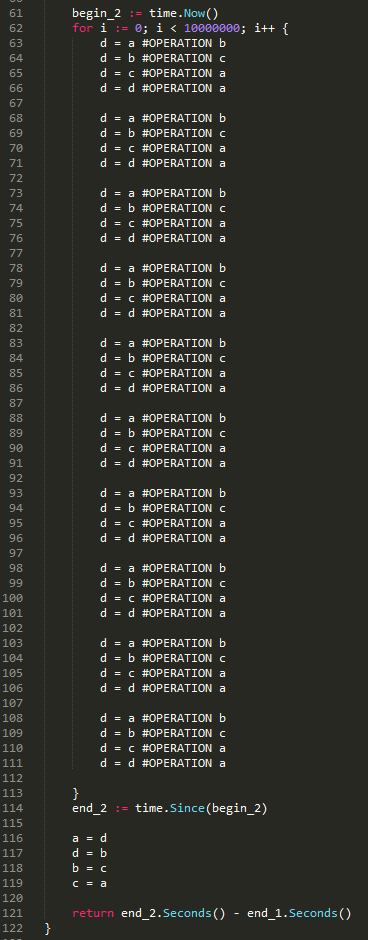 61 begin_2 := time.Now()
62 for i := 0; i < 10000000; i++ {
63 d = a #OPERATION b
64 d = b #OPERATION c
65 d = c #OPERATION a
66 d = d #OPERATION a
67
68 d = a #OPERATION b
69 d = b #OPERATION c
70 d = c #OPERATION a
71 d = d #OPERATION a
72
73 d = a #OPERATION b
74 d = b #OPERATION c
75 d = c #OPERATION a
76 d = d #OPERATION a
77
78 d = a #OPERATION b
79 d = b #OPERATION c
80 d = c #OPERATION a
81 d = d #OPERATION a
82
83 d = a #OPERATION b
84 d = b #OPERATION c
85 d = c #OPERATION a
86 d = d #OPERATION a
87
88 d = a #OPERATION b
89 d = b #OPERATION c
90 d = c #OPERATION a
91 d = d #OPERATION a
92
93 d = a #OPERATION b
94 d = b #OPERATION c
95 d = c #OPERATION a
96 d = d #OPERATION a
97
98 d = a #OPERATION b
99 d = b #OPERATION c
100 d = c #OPERATION a
101 d = d #OPERATION a
102
103 d = a #OPERATION b
104 d = b #OPERATION c
105 d = c #OPERATION a
106 d = d #OPERATION a
107
108 d = a #OPERATION b
109 d = b #OPERATION c
110 d = c #OPERATION a
111 d = d #OPERATION a
112
113 }
114 end_2 := time.Since(begin_2)
115
116 a = d
117 d = b
118 b = c
119 c = a
120
121 return end_2.Seconds() - end_1.Seconds()
122 }